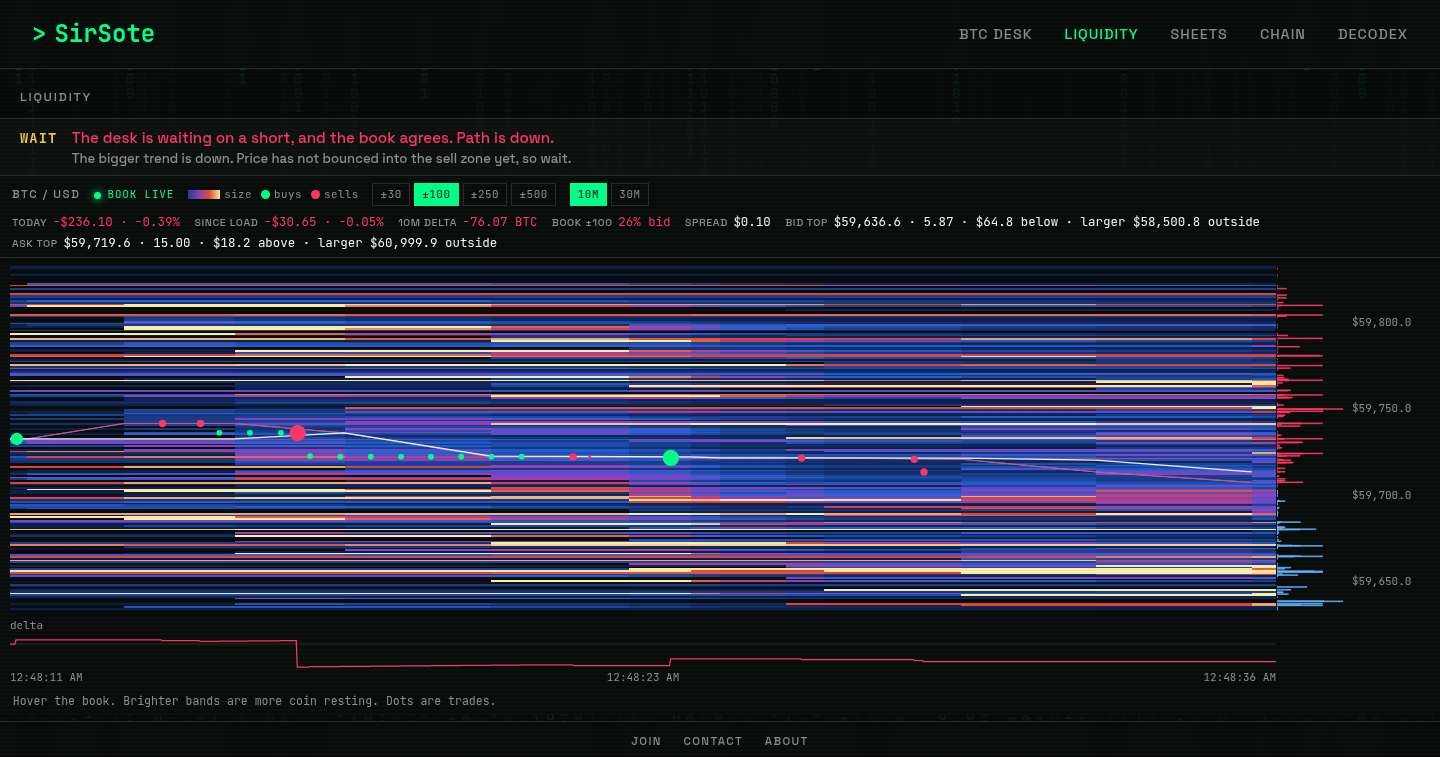 > SirSote
BTC DESK LIQUIDITY SHEETS CHAIN DECODEX
LIQUIDITY
WAIT The desk is waiting on a short, and the book agrees. Path is down.
The bigger trend is down. Price has not bounced into the sell zone yet, so wait.
BTC / USD BOOK LIVE size buys sells ±30 ±100 ±250 ±500 10M 30M
TODAY -$236.10 · -0.39% SINCE LOAD -$30.65 · -0.05% 10M DELTA -76.07 BTC BOOK ±100 26% bid SPREAD $0.10 BID TOP $59,636.6 · 5.87 · $64.8 below · larger $58,500.8 outside
ASK TOP $59,719.6 · 15.00 · $18.2 above · larger $60,999.9 outside
$59,800.0
$59,750.0
$59,700.0
$59,650.0
delta
12:48:11 AM 12:48:23 AM 12:48:36 AM
Hover the book. Brighter bands are more coin resting. Dots are trades.
JOIN CONTACT ABOUT